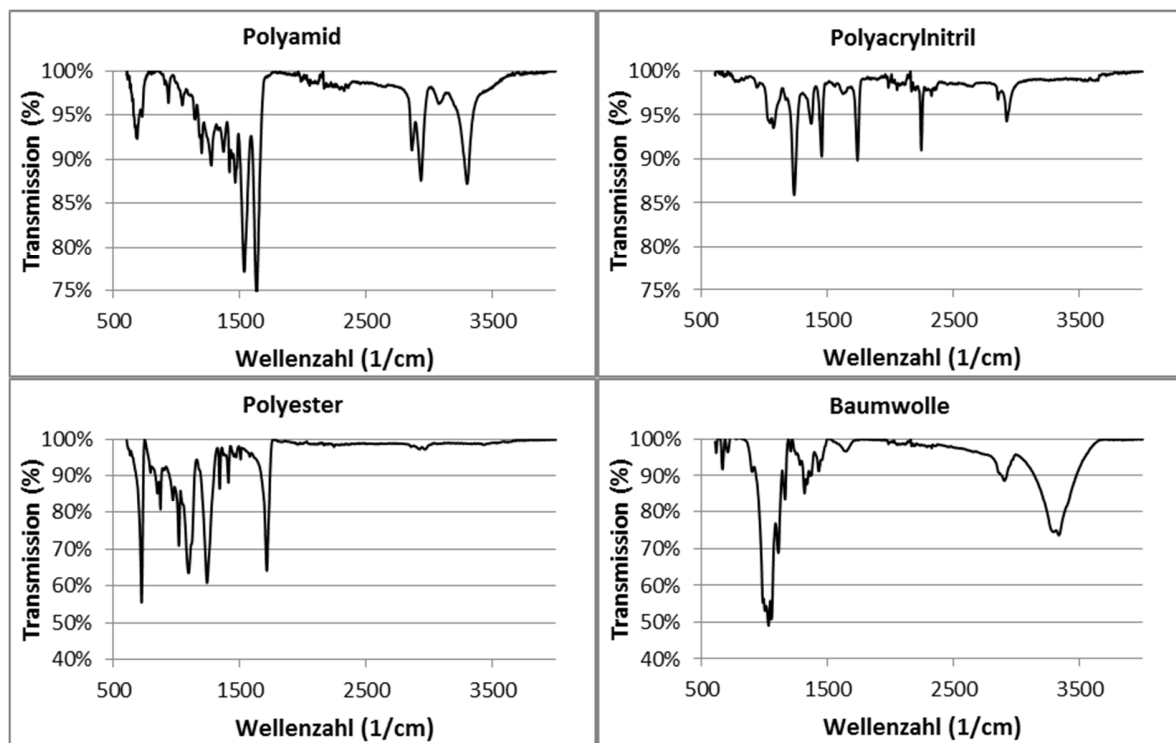 Polyamid
100%
95%
90%
85%
80%
75%
Transmission (%)
500 1500 2500 3500
Wellenzahl (1/cm)
Polyacrylnitril
100%
95%
90%
85%
80%
75%
Transmission (%)
500 1500 2500 3500
Wellenzahl (1/cm)
Polyester
100%
90%
80%
70%
60%
50%
40%
Transmission (%)
500 1500 2500 3500
Wellenzahl (1/cm)
Baumwolle
100%
90%
80%
70%
60%
50%
40%
Transmission (%)
500 1500 2500 3500
Wellenzahl (1/cm)